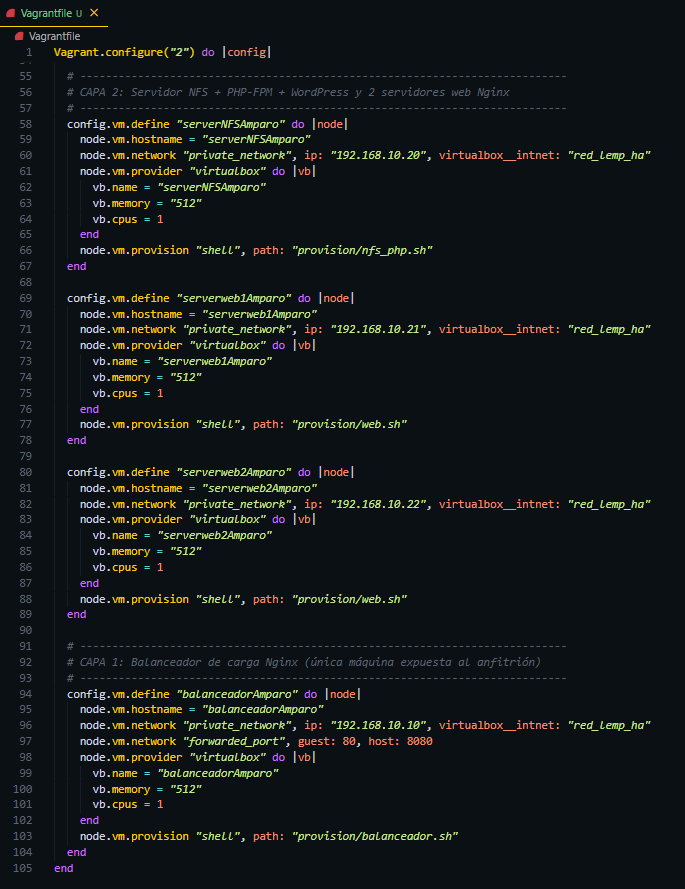 Vagrantfile U ×
Vagrantfile
1 Vagrant.configure("2") do |config|
55 # ---------------------------------------------------------------------------
56 # CAPA 2: Servidor NFS + PHP-FPM + WordPress y 2 servidores web Nginx
57 # ---------------------------------------------------------------------------
58 config.vm.define "serverNFSAmparo" do |node|
59 node.vm.hostname = "serverNFSAmparo"
60 node.vm.network "private_network", ip: "192.168.10.20", virtualbox__intnet: "red_lemp_ha"
61 node.vm.provider "virtualbox" do |vb|
62 vb.name = "serverNFSAmparo"
63 vb.memory = "512"
64 vb.cpus = 1
65 end
66 node.vm.provision "shell", path: "provision/nfs_php.sh"
67 end
68
69 config.vm.define "serverweb1Amparo" do |node|
70 node.vm.hostname = "serverweb1Amparo"
71 node.vm.network "private_network", ip: "192.168.10.21", virtualbox__intnet: "red_lemp_ha"
72 node.vm.provider "virtualbox" do |vb|
73 vb.name = "serverweb1Amparo"
74 vb.memory = "512"
75 vb.cpus = 1
76 end
77 node.vm.provision "shell", path: "provision/web.sh"
78 end
79
80 config.vm.define "serverweb2Amparo" do |node|
81 node.vm.hostname = "serverweb2Amparo"
82 node.vm.network "private_network", ip: "192.168.10.22", virtualbox__intnet: "red_lemp_ha"
83 node.vm.provider "virtualbox" do |vb|
84 vb.name = "serverweb2Amparo"
85 vb.memory = "512"
86 vb.cpus = 1
87 end
88 node.vm.provision "shell", path: "provision/web.sh"
89 end
90
91 # ---------------------------------------------------------------------------
92 # CAPA 1: Balanceador de carga Nginx (única máquina expuesta al anfitrión)
93 # ---------------------------------------------------------------------------
94 config.vm.define "balanceadorAmparo" do |node|
95 node.vm.hostname = "balanceadorAmparo"
96 node.vm.network "private_network", ip: "192.168.10.10", virtualbox__intnet: "red_lemp_ha"
97 node.vm.network "forwarded_port", guest: 80, host: 8080
98 node.vm.provider "virtualbox" do |vb|
99 vb.name = "balanceadorAmparo"
100 vb.memory = "512"
101 vb.cpus = 1
102 end
103 node.vm.provision "shell", path: "provision/balanceador.sh"
104 end
105 end